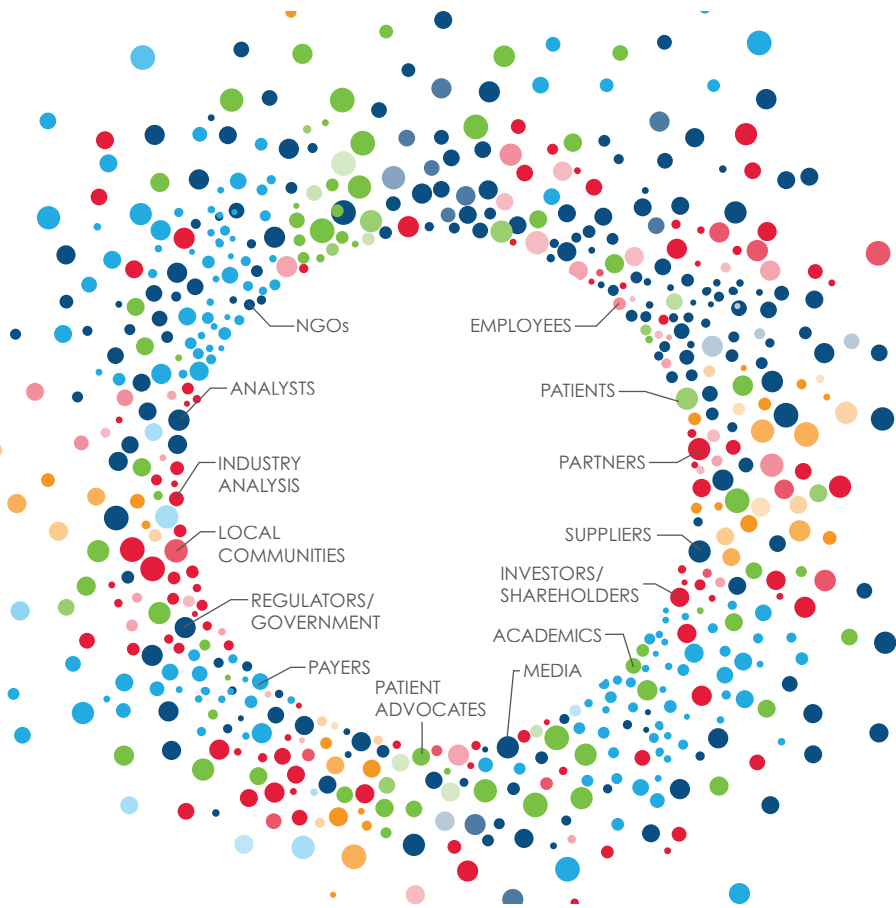 NGOs
EMPLOYEES
ANALYSTS
PATIENTS
INDUSTRY
ANALYSIS
PARTNERS
LOCAL
COMMUNITIES
SUPPLIERS
INVESTORS/
SHAREHOLDERS
REGULATORS/
GOVERNMENT
ACADEMICS
PAYERS
MEDIA
PATIENT
ADVOCATES